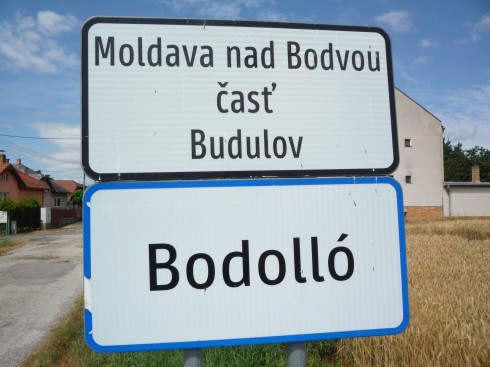 Moldava nad Bodvou
časť
Budulov
Bodolló